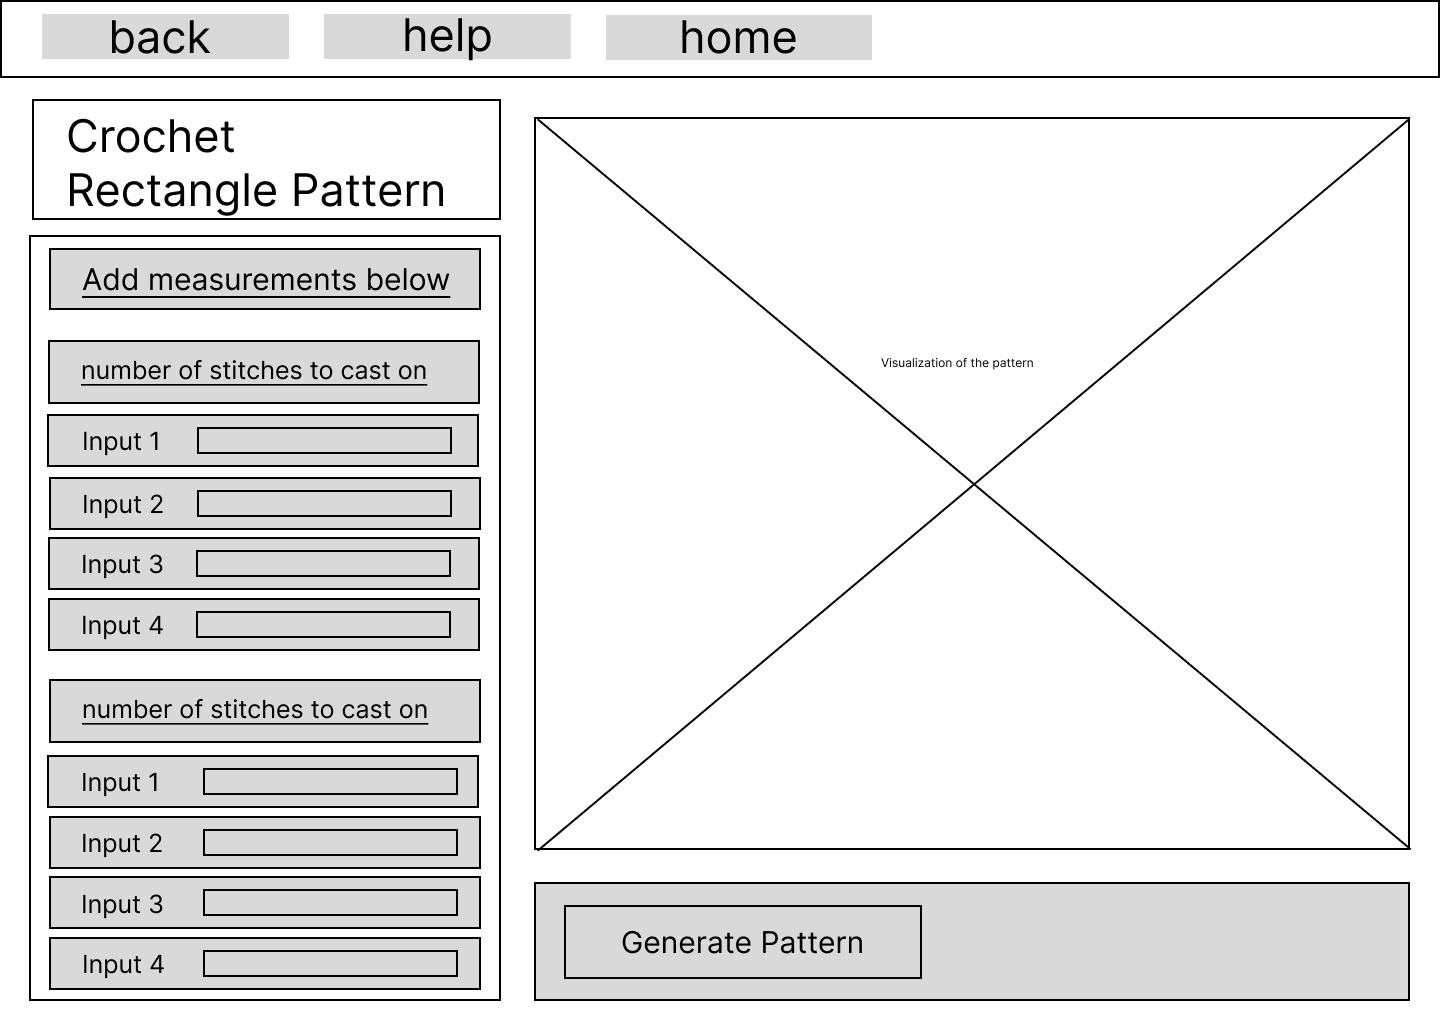 back
help
home
Crochet
Rectangle Pattern
Add measurements below
number of stitches to cast on
Input 1
Input 2
Input 3
Input 4
number of stitches to cast on
Input 1
Input 2
Input 3
Input 4
Visualization of the pattern
Generate Pattern